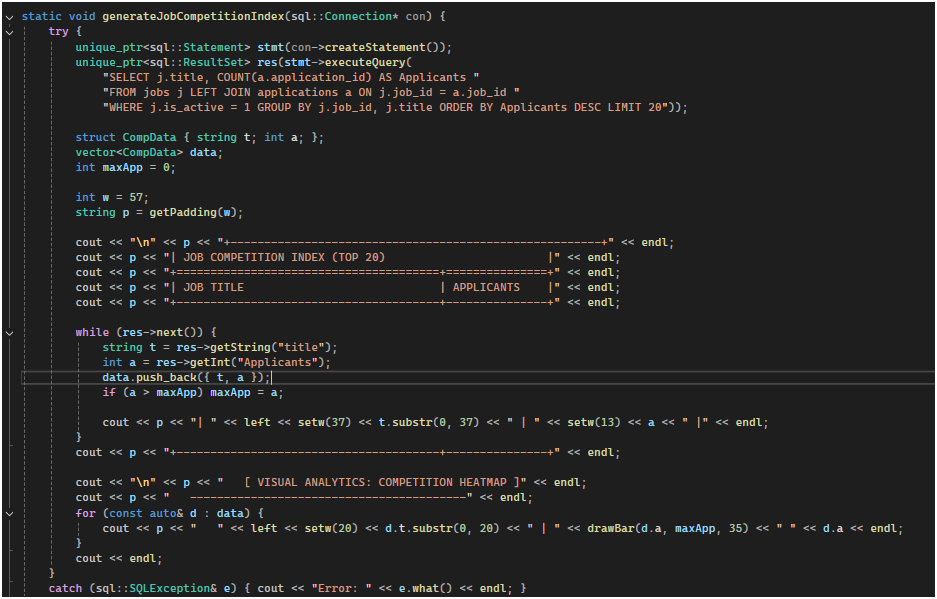 static void generateJobCompetitionIndex(sql::Connection* con) {
    try {
        unique_ptr<sql::Statement> stmt(con->createStatement());
        unique_ptr<sql::ResultSet> res(stmt->executeQuery(
            "SELECT j.title, COUNT(a.application_id) AS Applicants "
            "FROM jobs j LEFT JOIN applications a ON j.job_id = a.job_id "
            "WHERE j.is_active = 1 GROUP BY j.job_id, j.title ORDER BY Applicants DESC LIMIT 20"));

        struct CompData { string t; int a; };
        vector<CompData> data;
        int maxApp = 0;

        int w = 57;
        string p = getPadding(w);

        cout << "\n" << p << "+-------------------------------------------------------+" << endl;
        cout << p << "| JOB COMPETITION INDEX (TOP 20)                        |" << endl;
        cout << p << "+=======================================+===============+" << endl;
        cout << p << "| JOB TITLE                             | APPLICANTS    |" << endl;
        cout << p << "+---------------------------------------+---------------+" << endl;

        while (res->next()) {
            string t = res->getString("title");
            int a = res->getInt("Applicants");
            data.push_back({ t, a });
            if (a > maxApp) maxApp = a;

            cout << p << "| " << left << setw(37) << t.substr(0, 37) << " | " << setw(13) << a << " |" << endl;
        }
        cout << p << "+---------------------------------------+---------------+" << endl;

        cout << "\n" << p << "   [ VISUAL ANALYTICS: COMPETITION HEATMAP ]" << endl;
        cout << p << "   -----------------------------------------" << endl;
        for (const auto& d : data) {
            cout << p << "   " << left << setw(20) << d.t.substr(0, 20) << " | " << drawBar(d.a, maxApp, 35) << " " << d.a << endl;
        }
        cout << endl;
    }
    catch (sql::SQLException& e) { cout << "Error: " << e.what() << endl; }